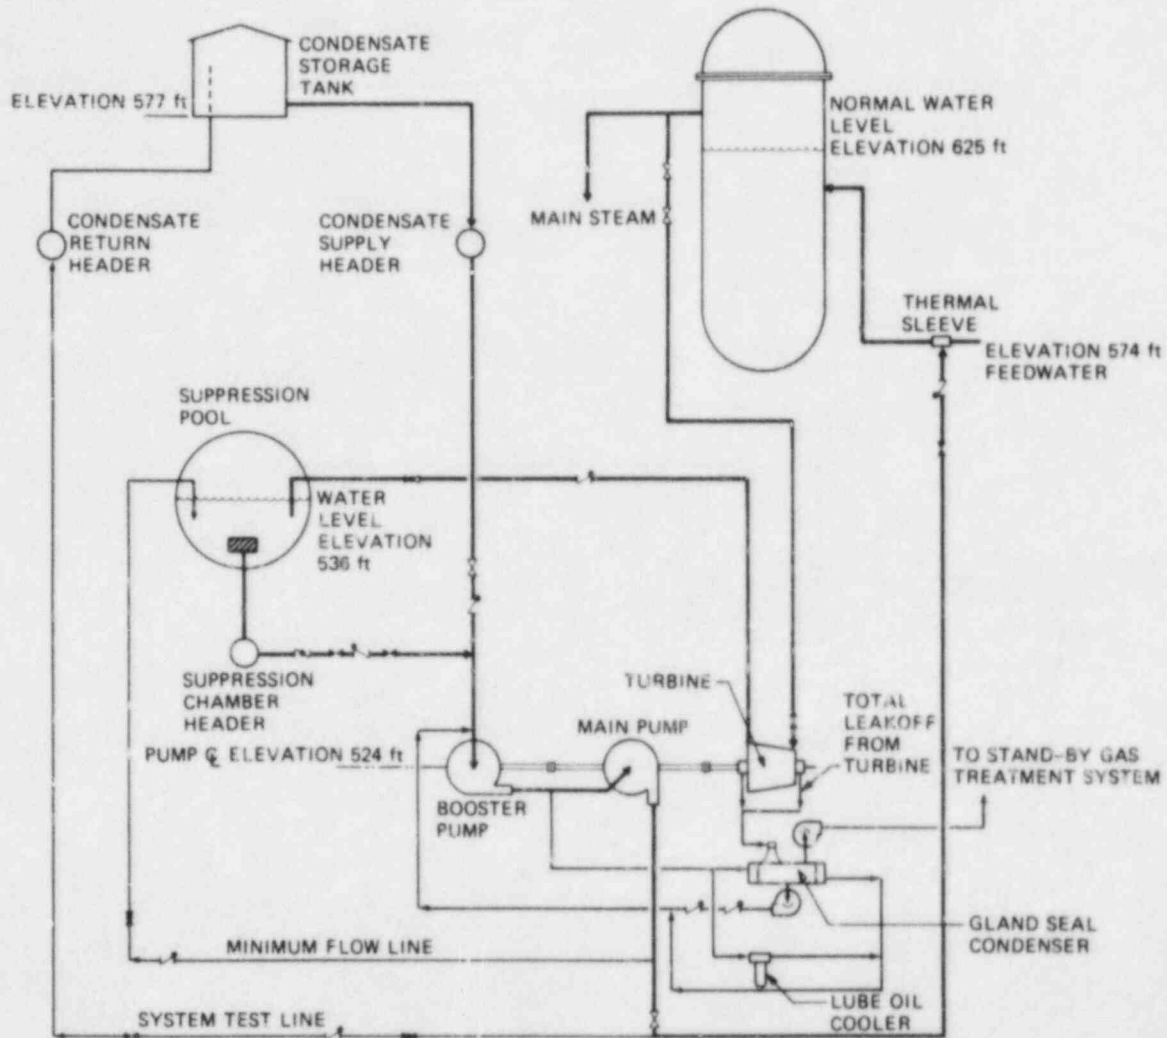 CONDENSATE
STORAGE
TANK
ELEVATION 577 ft
NORMAL WATER
LEVEL
ELEVATION 625 ft
MAIN STEAM
CONDENSATE
RETURN
HEADER
CONDENSATE
SUPPLY
HEADER
THERMAL
SLEEVE
ELEVATION 574 ft
FEEDWATER
SUPPRESSION
POOL
WATER
LEVEL
ELEVATION
536 ft
SUPPRESSION
CHAMBER
HEADER
TURBINE
MAIN PUMP
TOTAL
LEAKOFF
FROM
TURBINE
TO STAND-BY GAS
TREATMENT SYSTEM
PUMP ℄ ELEVATION 524 ft
BOOSTER
PUMP
GLAND SEAL
CONDENSER
MINIMUM FLOW LINE
LUBE OIL
COOLER
SYSTEM TEST LINE